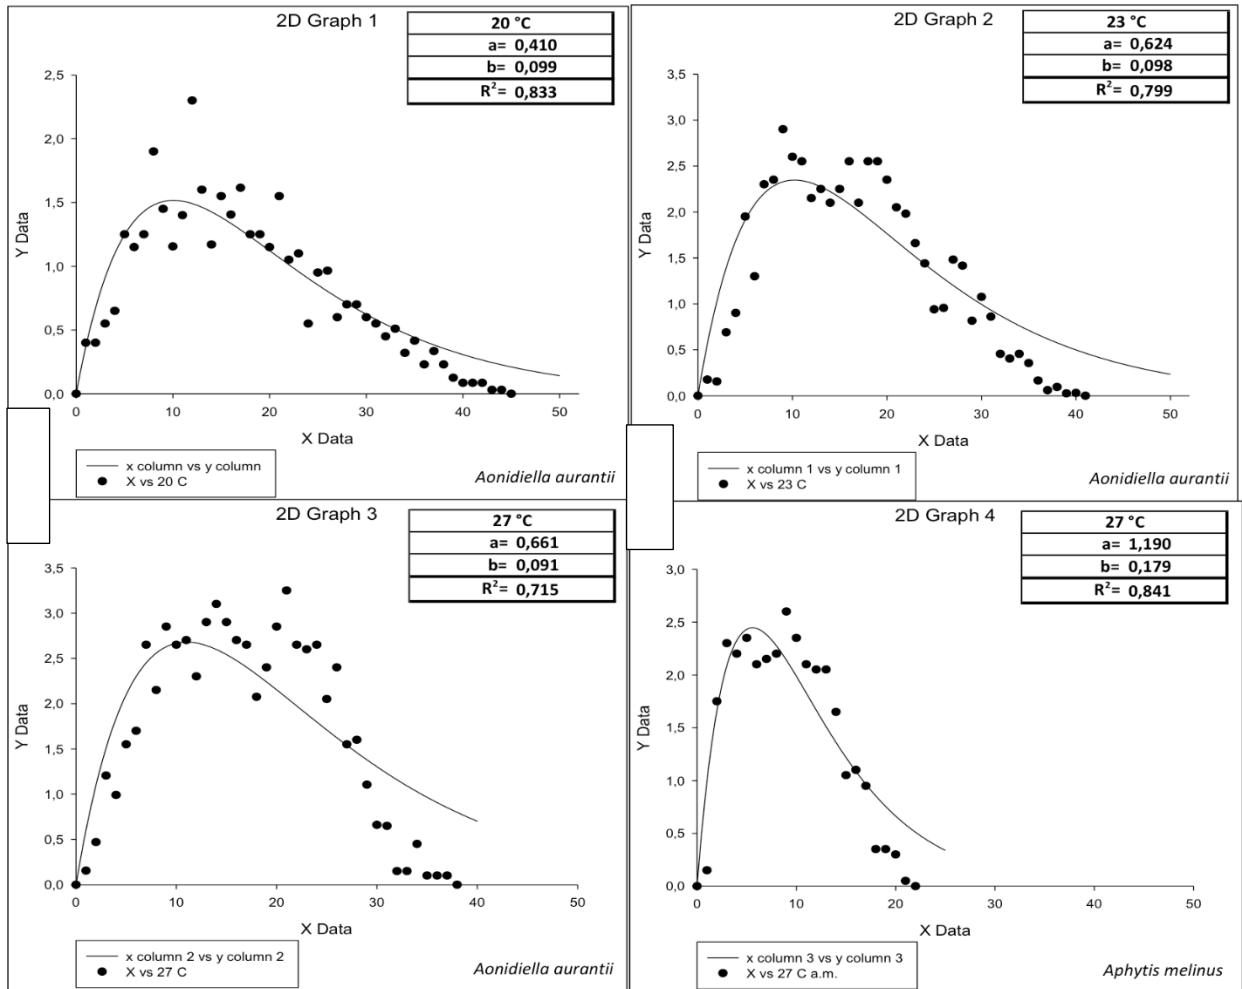 2D Graph 1
20 °C
a= 0,410
b= 0,099
R²= 0,833
2,5
2,0
1,5
1,0
0,5
0,0
Y Data
0 10 20 30 40 50
X Data
x column vs y column
X vs 20 C
Aonidiella aurantii
2D Graph 2
23 °C
a= 0,624
b= 0,098
R²= 0,799
3,5
3,0
2,5
2,0
1,5
1,0
0,5
0,0
Y Data
0 10 20 30 40 50
X Data
x column 1 vs y column 1
X vs 23 C
Aonidiella aurantii
2D Graph 3
27 °C
a= 0,661
b= 0,091
R²= 0,715
3,5
3,0
2,5
2,0
1,5
1,0
0,5
0,0
Y Data
0 10 20 30 40 50
X Data
x column 2 vs y column 2
X vs 27 C
Aonidiella aurantii
2D Graph 4
27 °C
a= 1,190
b= 0,179
R²= 0,841
3,0
2,5
2,0
1,5
1,0
0,5
0,0
Y Data
0 10 20 30 40 50
X Data
x column 3 vs y column 3
X vs 27 C a.m.
Aphytis melinus